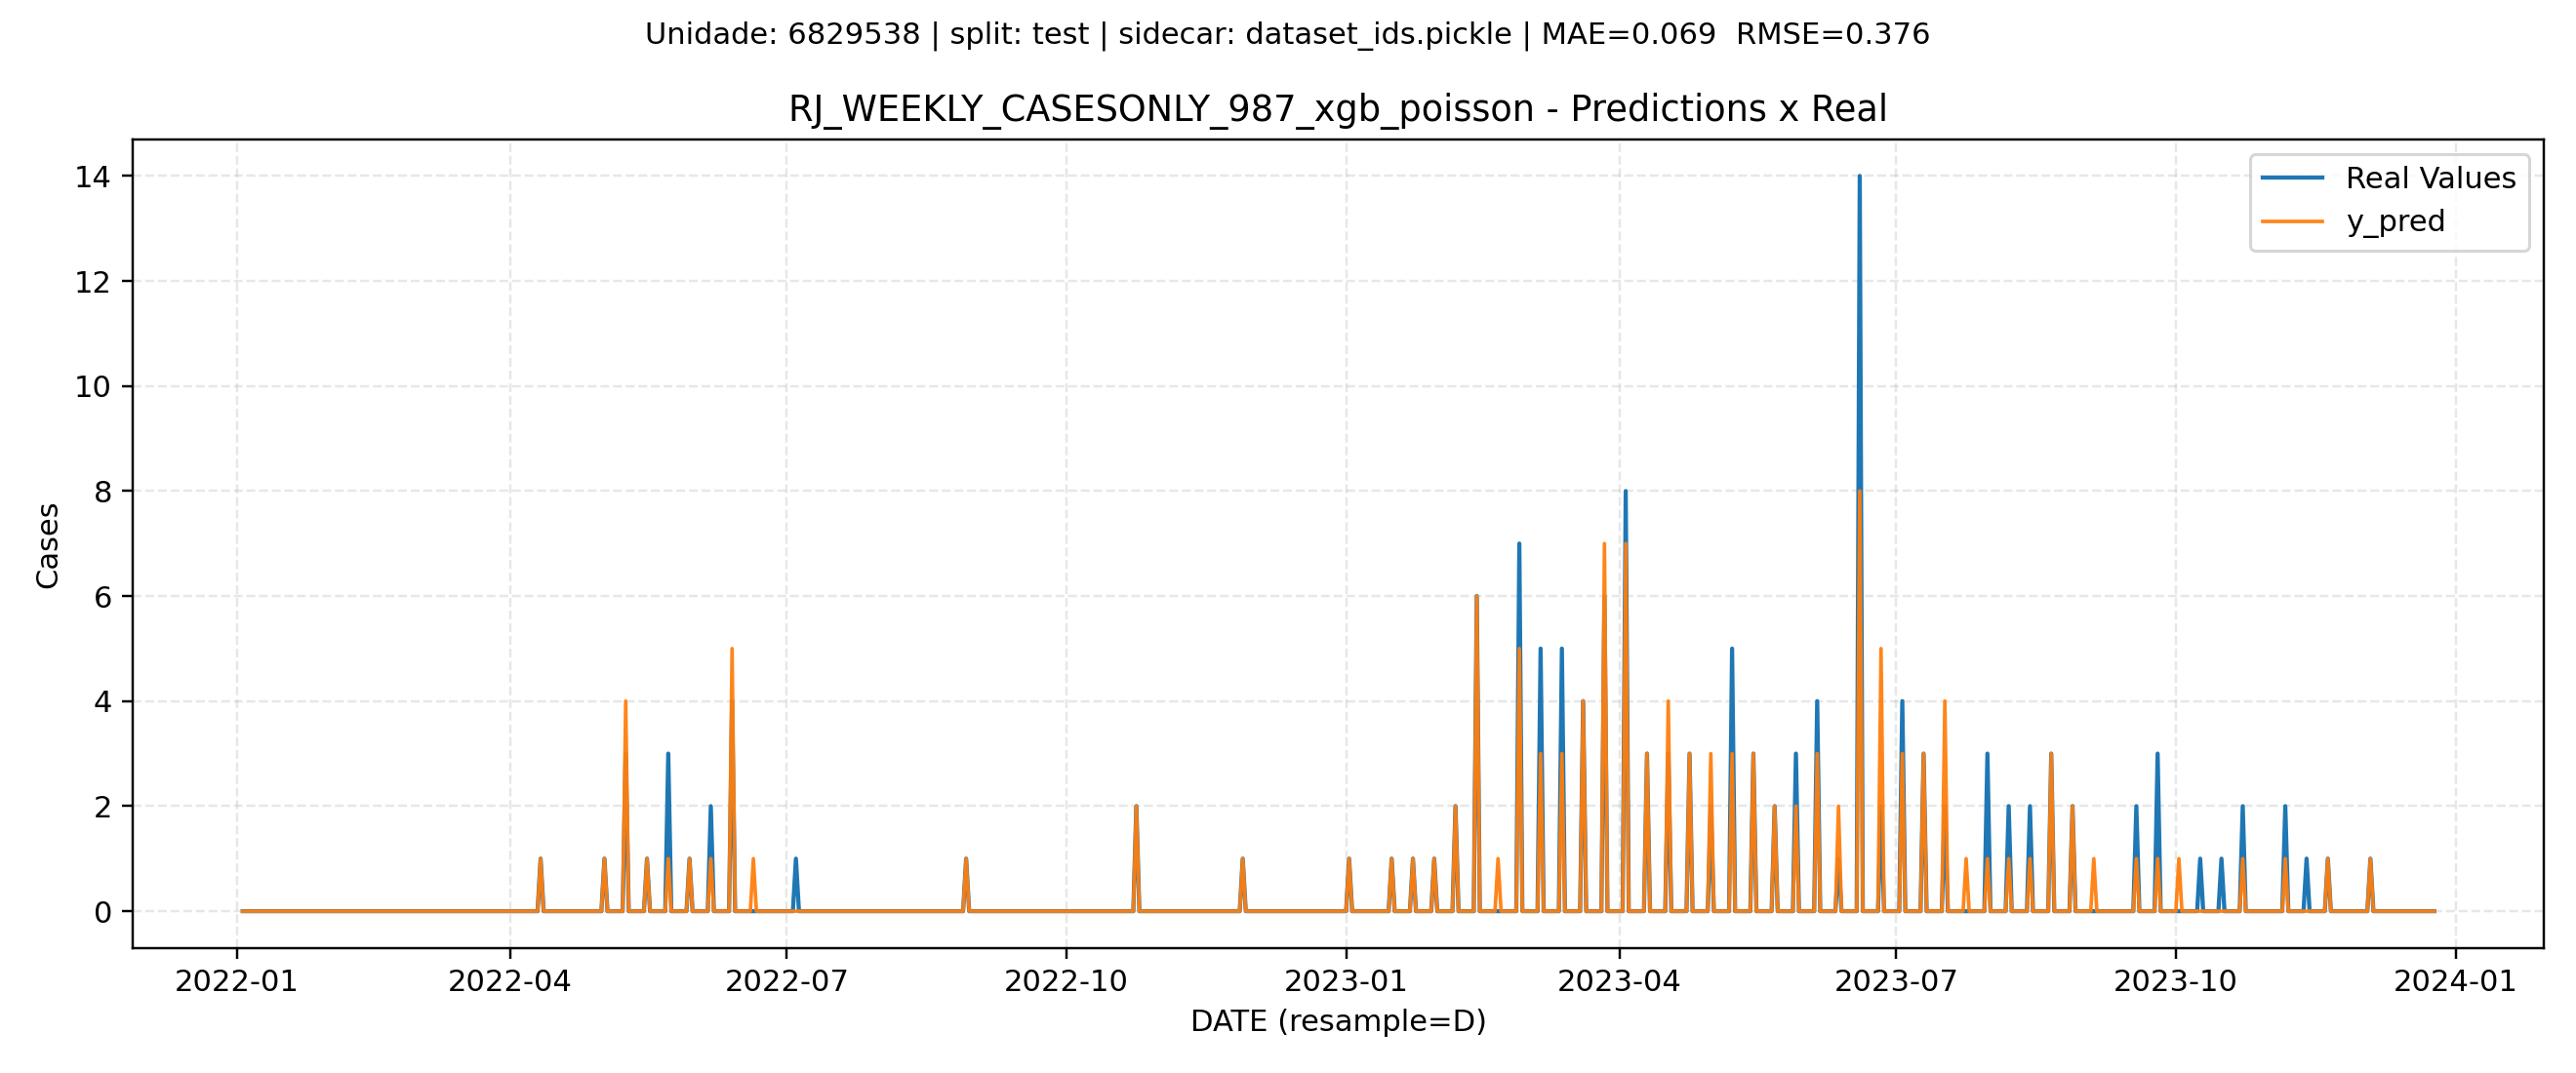 Unidade: 6829538 | split: test | sidecar: dataset_ids.pickle | MAE=0.069  RMSE=0.376
RJ_WEEKLY_CASESONLY_987_xgb_poisson - Predictions x Real
Real Values
y_pred
Cases
14
12
10
8
6
4
2
0
2022-01
2022-04
2022-07
2022-10
2023-01
2023-04
2023-07
2023-10
2024-01
DATE (resample=D)